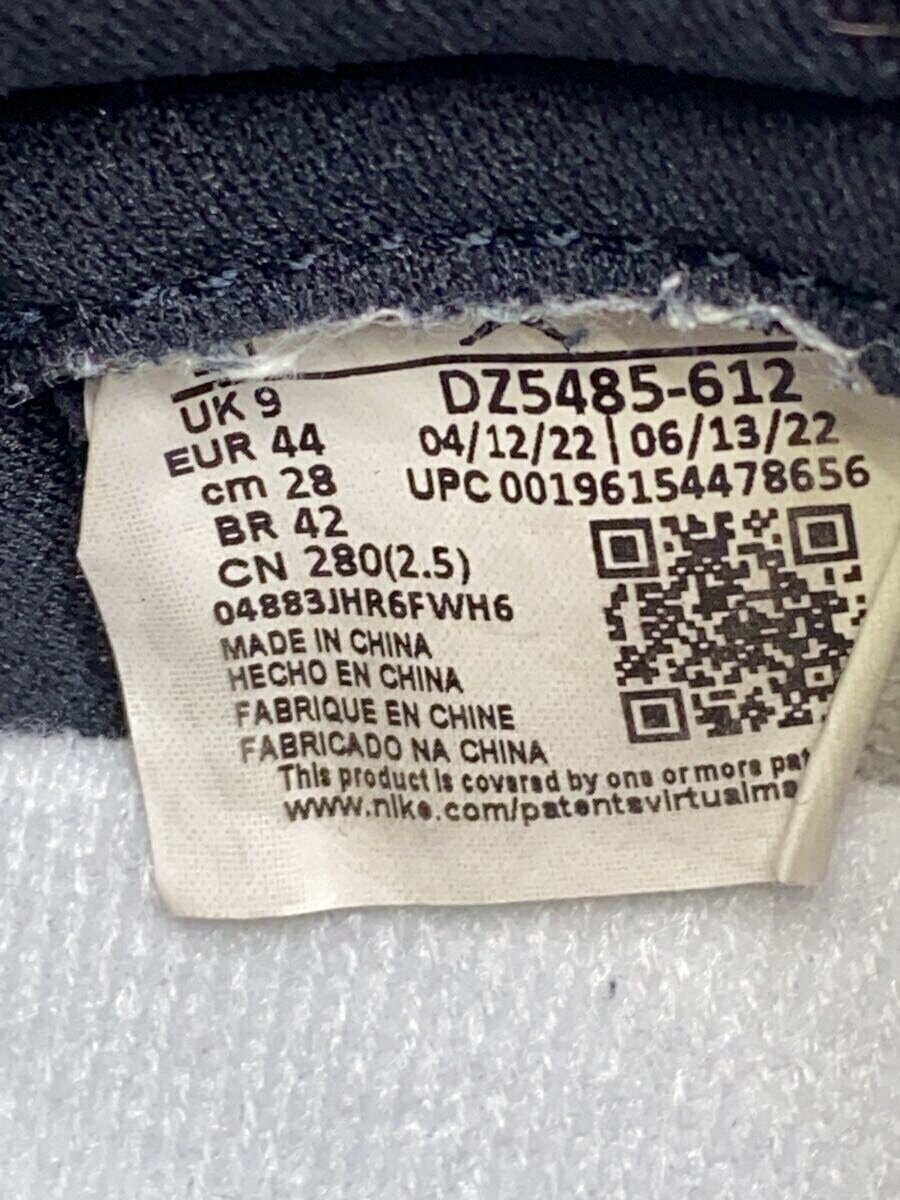 UK 9
EUR 44
cm 28
BR 42
CN 280(2.5)
DZ5485-612
04/12/22 | 06/13/22
UPC 00196154478656
04883JHR6FWH6
MADE IN CHINA
HECHO EN CHINA
FABRIQUE EN CHINE
FABRICADO NA CHINA
This product is covered by one or more pat
www.nike.com/patentsvirtualma